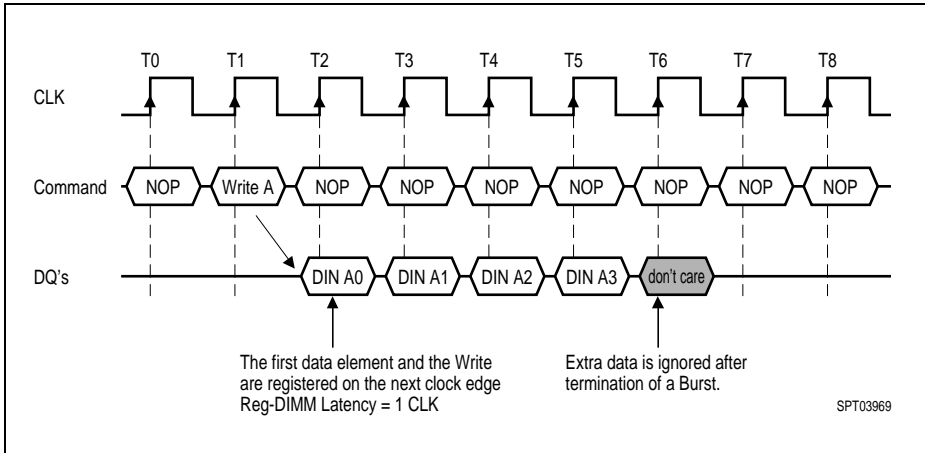 T0 T1 T2 T3 T4 T5 T6 T7 T8
CLK
Command NOP Write A NOP NOP NOP NOP NOP NOP NOP
DQ's DIN A0 DIN A1 DIN A2 DIN A3 don't care
The first data element and the Write
are registered on the next clock edge
Reg-DIMM Latency = 1 CLK
Extra data is ignored after
termination of a Burst.
SPT03969